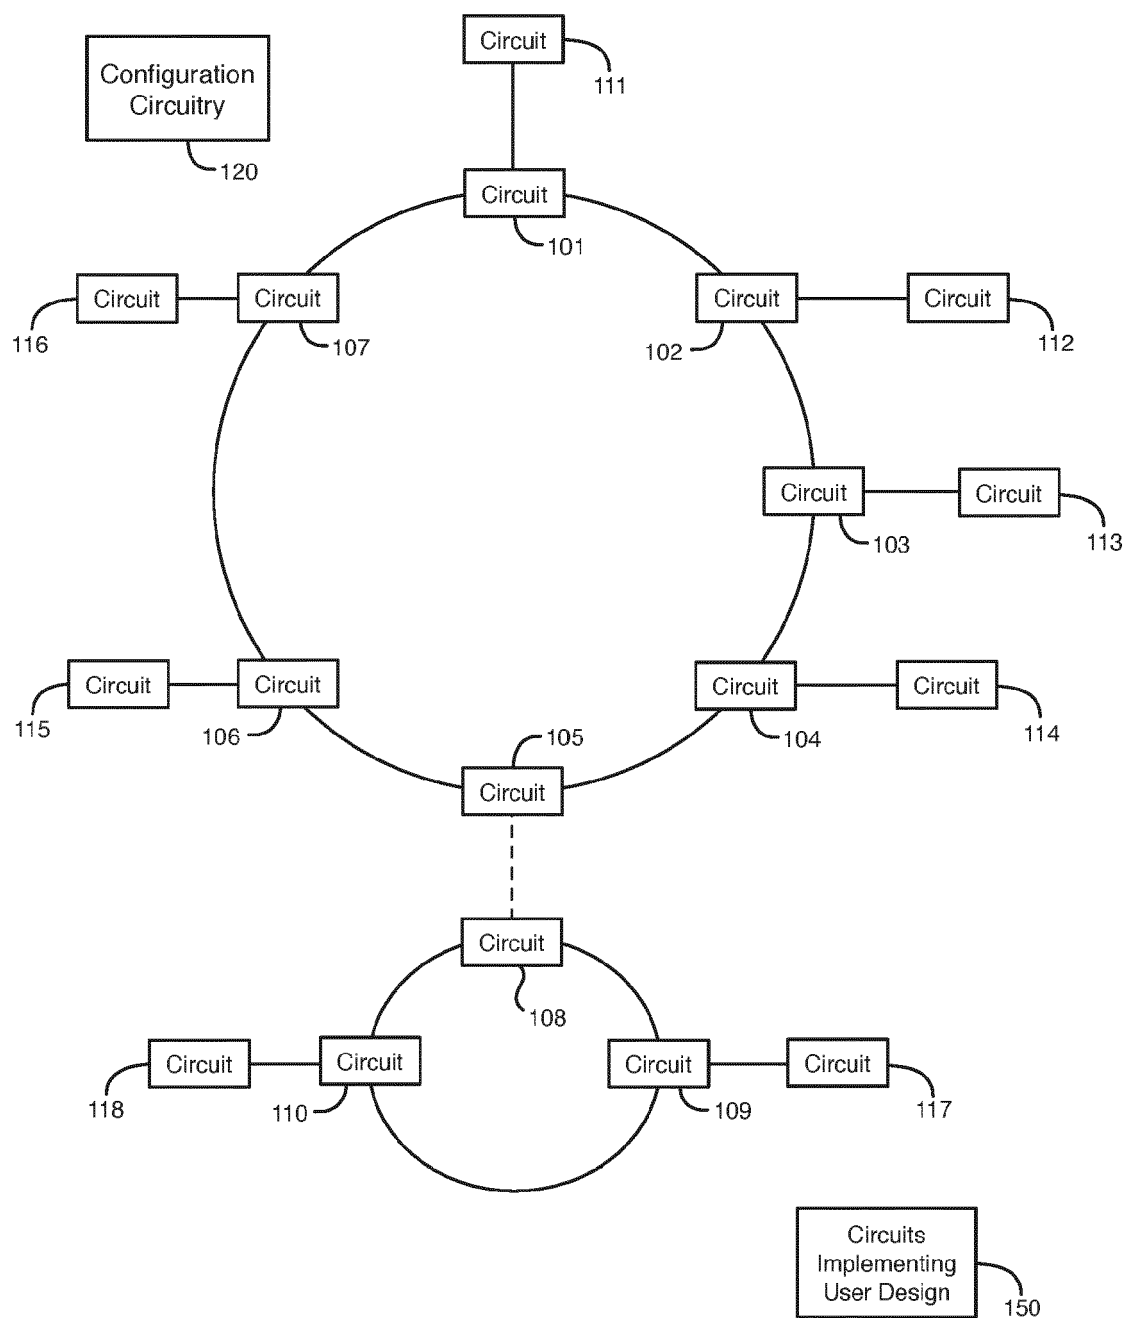 Circuit
111
Configuration
Circuitry
120
Circuit
101
Circuit
116
Circuit
107
Circuit
102
Circuit
112
Circuit
103
Circuit
113
Circuit
115
Circuit
106
Circuit
104
Circuit
114
105
Circuit
Circuit
108
Circuit
118
Circuit
110
Circuit
109
Circuit
117
Circuits
Implementing
User Design
150